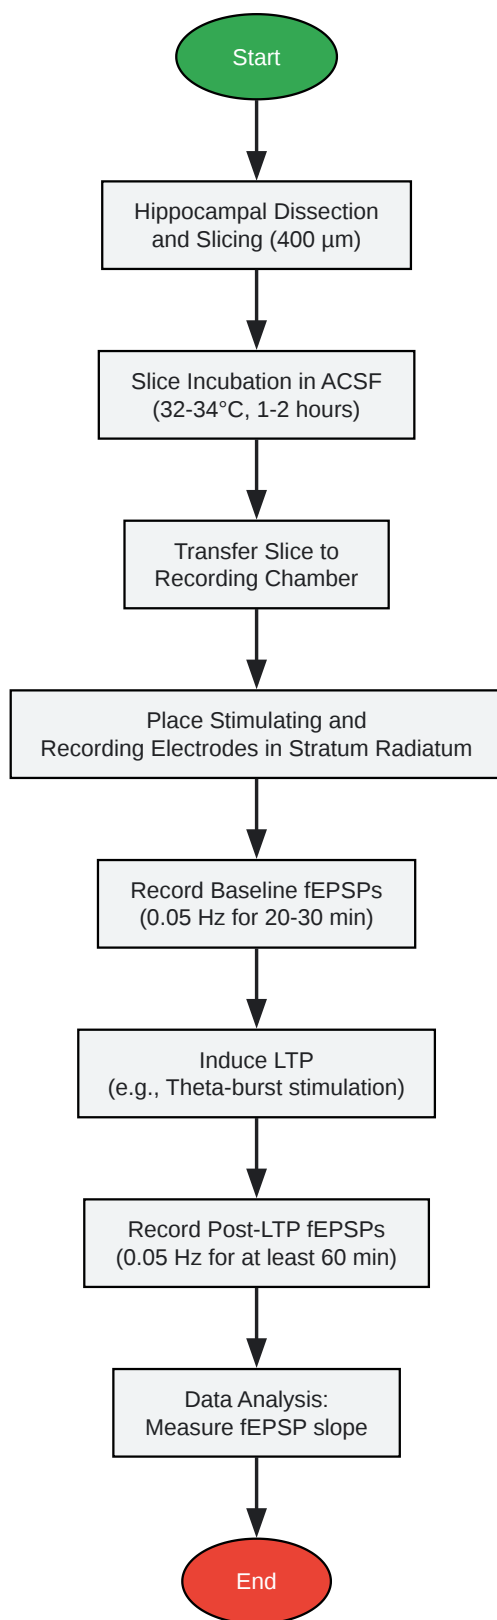 Start
Hippocampal Dissection
and Slicing (400 µm)
Slice Incubation in ACSF
(32-34°C, 1-2 hours)
Transfer Slice to
Recording Chamber
Place Stimulating and
Recording Electrodes in Stratum Radiatum
Record Baseline fEPSPs
(0.05 Hz for 20-30 min)
Induce LTP
(e.g., Theta-burst stimulation)
Record Post-LTP fEPSPs
(0.05 Hz for at least 60 min)
Data Analysis:
Measure fEPSP slope
End